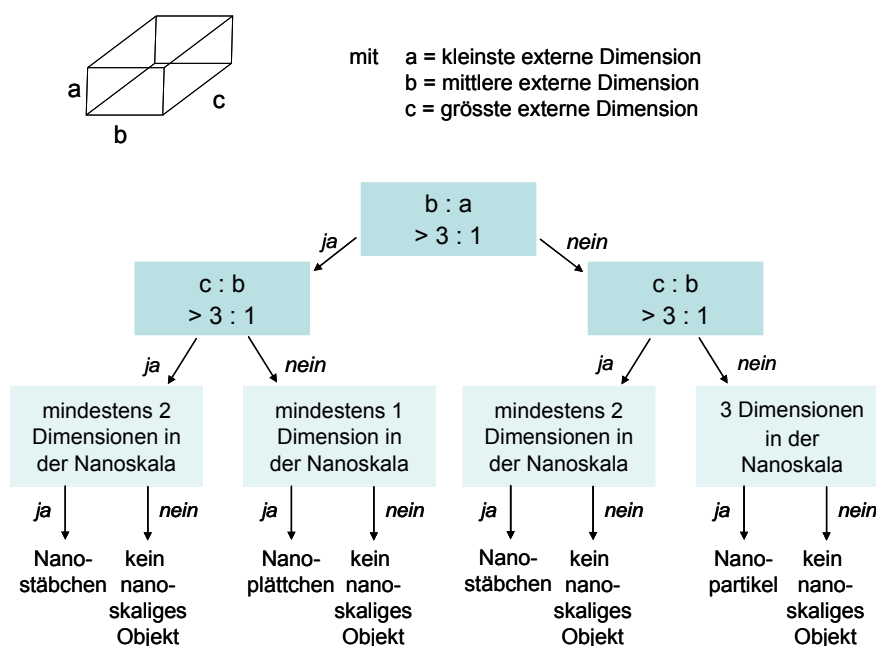 a
b
c
mit a = kleinste externe Dimension
b = mittlere externe Dimension
c = grösste externe Dimension
b : a
> 3 : 1
ja
nein
c : b
> 3 : 1
c : b
> 3 : 1
ja
nein
ja
nein
mindestens 2
Dimensionen in
der Nanoskala
mindestens 1
Dimension in
der Nanoskala
mindestens 2
Dimensionen in
der Nanoskala
3 Dimensionen
in der
Nanoskala
ja
nein
ja
nein
ja
nein
ja
nein
Nano-
stäbchen
kein
nano-
skaliges
Objekt
Nano-
plättchen
kein
nano-
skaliges
Objekt
Nano-
stäbchen
kein
nano-
skaliges
Objekt
Nano-
partikel
kein
nano-
skaliges
Objekt